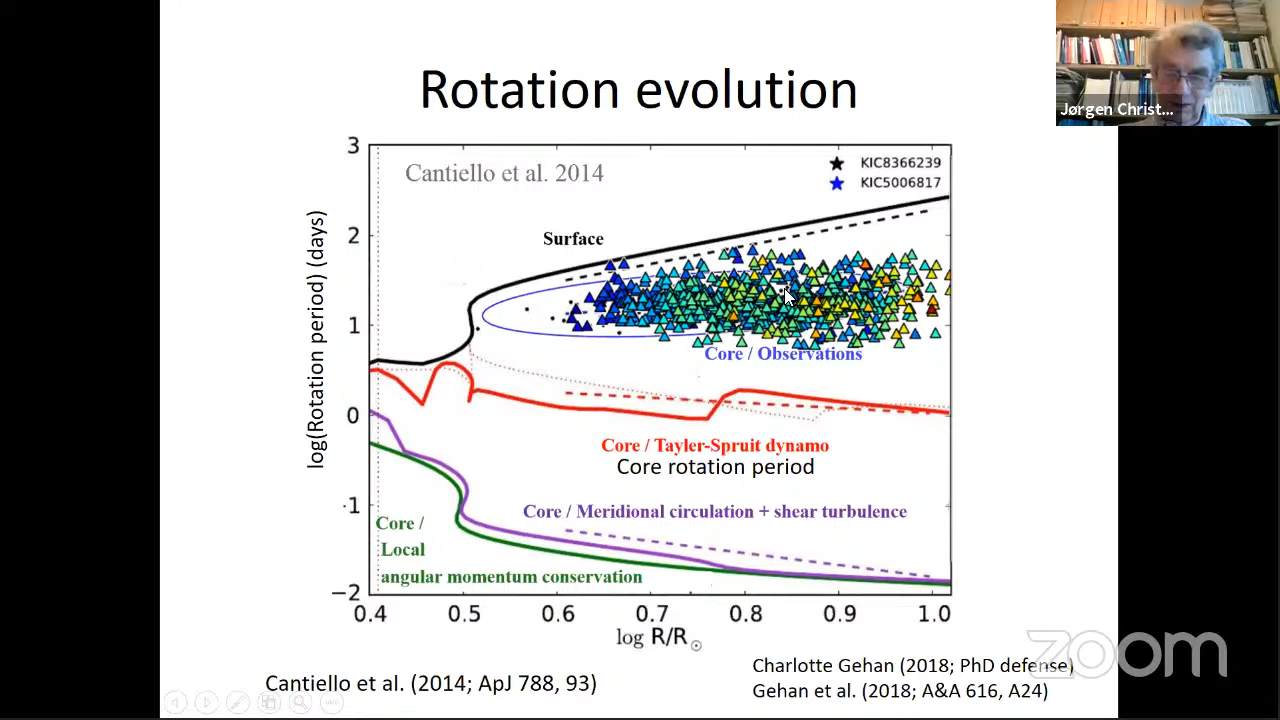 Rotation evolution
Jørgen Christ...
Cantiello et al. 2014
KIC8366239
KIC5006817
Surface
Core / Observations
Core / Tayler-Spruit dynamo
Core rotation period
Core / Meridional circulation + shear turbulence
Core /
Local
angular momentum conservation
log(Rotation period) (days)
3
2
1
0
-1
−2
0.4 0.5 0.6 0.7 0.8 0.9 1.0
log R/R☉
zoom
Cantiello et al. (2014; ApJ 788, 93)
Charlotte Gehan (2018; PhD defense)
Gehan et al. (2018; A&A 616, A24)